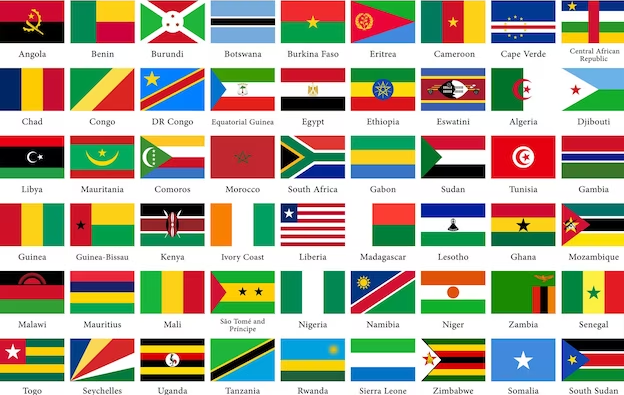 Angola
Benin
Burundi
Botswana
Burkina Faso
Eritrea
Cameroon
Cape Verde
Central African
Republic
Chad
Congo
DR Congo
Equatorial Guinea
Egypt
Ethiopia
Eswatini
Algeria
Djibouti
Libya
Mauritania
Comoros
Morocco
South Africa
Gabon
Sudan
Tunisia
Gambia
Guinea
Guinea-Bissau
Kenya
Ivory Coast
Liberia
Madagascar
Lesotho
Ghana
Mozambique
Malawi
Mauritius
Mali
São Tomé and
Príncipe
Nigeria
Namibia
Niger
Zambia
Senegal
Togo
Seychelles
Uganda
Tanzania
Rwanda
Sierra Leone
Zimbabwe
Somalia
South Sudan